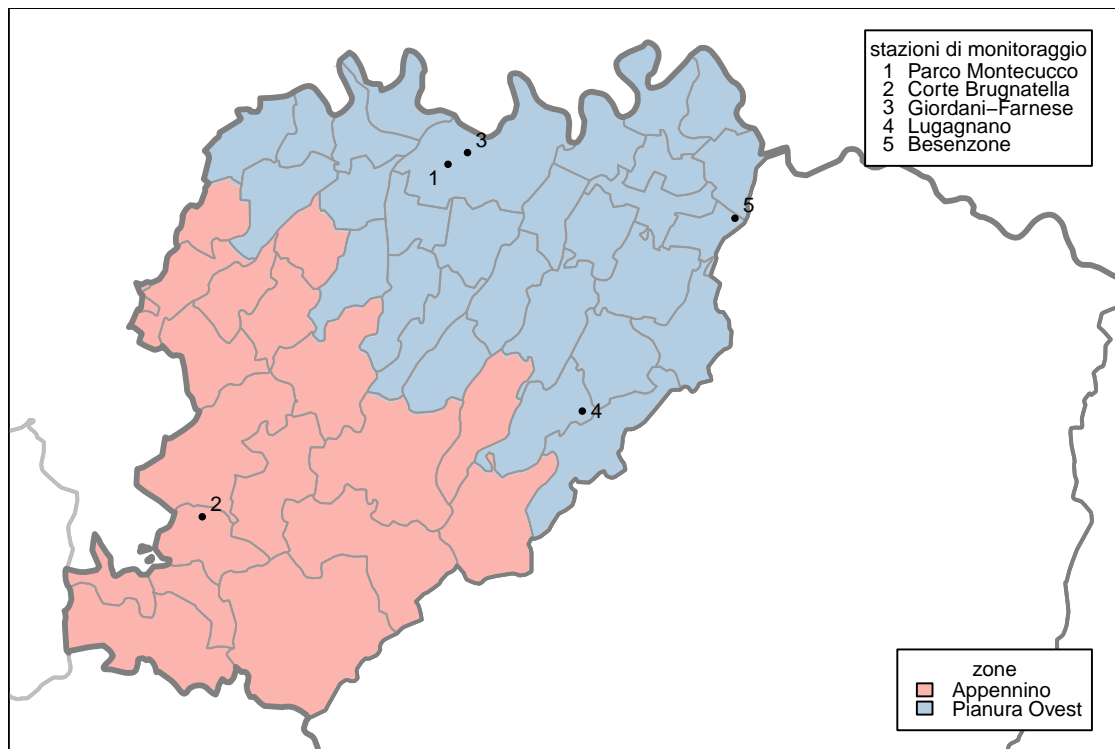 stazioni di monitoraggio
1 Parco Montecucco
2 Corte Brugnatella
3 Giordani−Farnese
4 Lugagnano
5 Besenzone
3
1
5
4
2
zone
Appennino
Pianura Ovest